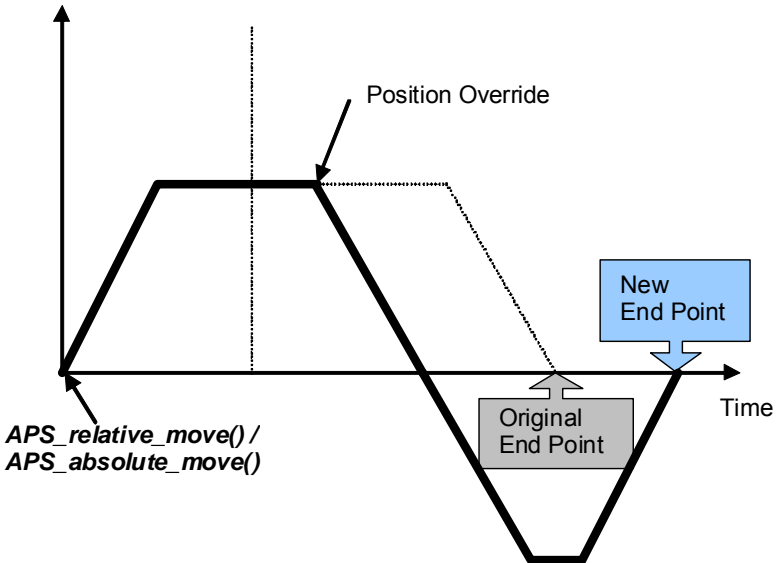 Position Override
New
End Point
Original
End Point
Time
APS_relative_move() /
APS_absolute_move()